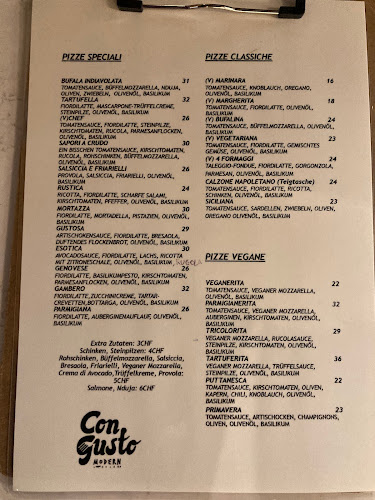 PIZZE SPECIALI
BUFALA INDIAVOLATA 31
TOMATENSAUCE, BÜFFELMOZZARELLA, NDUJA,
OLIVEN, ZWIEBELN, OLIVENÖL, BASILIKUM
TARTUFELLA 32
FIORDILATTE, MASCARPONE-TRÜFFELCREME,
STEINPILZE, OLIVENÖL, BASILIKUM
(V)CHEF 26
TOMATENSAUCE, FIORDILATTE, STEINPILZE,
KIRSCHTOMATEN, RUCOLA, PARMESANFLOCKEN,
OLIVENÖL, BASILIKUM
SAPORI A CRUDO 30
EIN BISSCHEN TOMATENSAUCE, KIRSCHTOMATEN,
RUCOLA, ROHSCHINKEN, BÜFFELMOZZARELLA,
OLIVENÖL, BASILIKUM
SALSICCIA E FRIARIELLI 26
PROVOLA, SALSICCIA, FRIARIELLI, OLIVENÖL,
BASILIKUM
RUSTICA 24
RICOTTA, FIORDILATTE, SCHARFE SALAMI,
KIRSCHTOMATEN, PFEFFER, OLIVENÖL, BASILIKUM
MORTAZZA 30
FIORDILATTE, MORTADELLA, PISTAZIEN, OLIVENÖL,
BASILIKUM
GUSTOSA 29
ARTISCHOKENSAUCE, FIORDILATTE, BRESAOLA,
DUFTENDES FLOCKENBROT, OLIVENÖL, BASILIKUM
ESOTICA 30
AVOCADOSAUCE, FIORDILATTE, LACHS, RICOTTA
MIT ZITRONESCHALE, OLIVENÖL, BASILIKUM
GENOVESE 26
FIORDILATTE, BASILIKUMPESTO, KIRSCHTOMATEN,
PARMESANFLOCKEN, OLIVENÖL, BASILIKUM
GAMBERO 32
FIORDILATTE, ZUCCHINICREME, TARTAR-
CREVETTEN, BOTTARGA, OLIVENÖL, BASILIKUM
PARMIGIANA 26
FIORDILATTE, AUBERGINENAUFLAUF, OLIVENÖL,
BASILIKUM
Extra Zutaten: 3CHF
Schinken, Steinpilze: 4CHF
Rohschinken, Büffelmozzarella, Salsiccia,
Bresaola, Friarielli, Veganer Mozzarella,
Crema di Avocado,Trüffelkreme, Provola:
5CHF
Salmone, Nduja: 6CHF
Con
Gusto
MODERN
PIZZE CLASSICHE
(V) MARINARA 16
TOMATENSAUCE, KNOBLAUCH, OREGANO,
OLIVENÖL, BASILIKUM
(V) MARGHERITA 18
TOMATENSAUCE, FIORDILATTE, OLIVENÖL,
BASILIKUM
(V) BUFALINA 24
TOMATENSAUCE, BÜFFELMOZZARELLA, OLIVENÖL,
BASILIKUM
(V) VEGETARIANA 24
TOMATENSAUCE, FIORDILATTE, GEMISCHTES
GEMÜSE, OLIVENÖL, BASILIKUM
(V) 4 FORMAGGI 24
TALEGGIO-FONDUE, FIORDILATTE, GORGONZOLA,
PARMESAN, OLIVENÖL, BASILIKUM
CALZONE NAPOLETANO (Teigtasche) 24
TOMATENSAUCE, FIORDILATTE, RICOTTA,
SCHINKEN, OLIVENÖL, BASILIKUM
SICILIANA 23
TOMATENSAUCE, SARDELLEN, ZWIEBELN, OLIVEN,
OREGANO OLIVENÖL, BASILIKUM
PIZZE VEGANE
VEGANERITA 22
TOMATENSAUCE, VEGANER MOZZARELLA,
OLIVENÖL, BASILIKUM
PARMIGIAMERITA 32
TOMATENSAUCE, VEGANER MOZZARELLA,
AUBERGINEN, KIRSCHTOMATEN, OLIVENÖL,
BASILIKUM
TRICOLORITA 29
VEGANER MOZZARELLA, RUCOLASAUCE,
STEINPILZE, KIRSCHTOMATEN, OLIVENÖL,
BASILIKUM
TARTUFERITA 36
VEGANER MOZZARELLA, TRÜFFELSAUCE,
STEINPILZE, OLIVENÖL, BASILIKUM
PUTTANESCA 22
TOMATENSAUCE, KIRSCHTOMATEN, OLIVEN,
KAPERN, CHILI, KNOBLAUCH, OLIVENÖL,
BASILIKUM
PRIMAVERA 23
TOMATENSAUCE, ARTISCHOCKEN, CHAMPIGNONS,
OLIVEN, OLIVENÖL, BASILIKUM